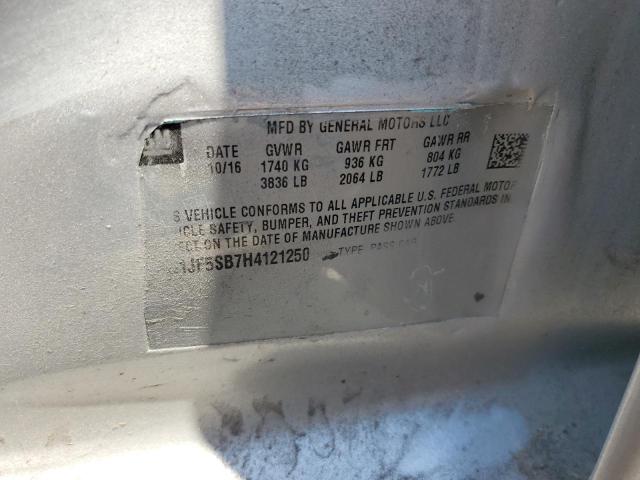 MFD BY GENERAL MOTORS LLC
DATE GVWR GAWR FRT GAWR RR
10/16 1740 KG 936 KG 804 KG
3836 LB 2064 LB 1772 LB
S VEHICLE CONFORMS TO ALL APPLICABLE U.S. FEDERAL MOTOR
ICLE SAFETY, BUMPER, AND THEFT PREVENTION STANDARDS IN
ECT ON THE DATE OF MANUFACTURE SHOWN ABOVE.
1JF5SB7H4121250 TYPE: PASS CAR